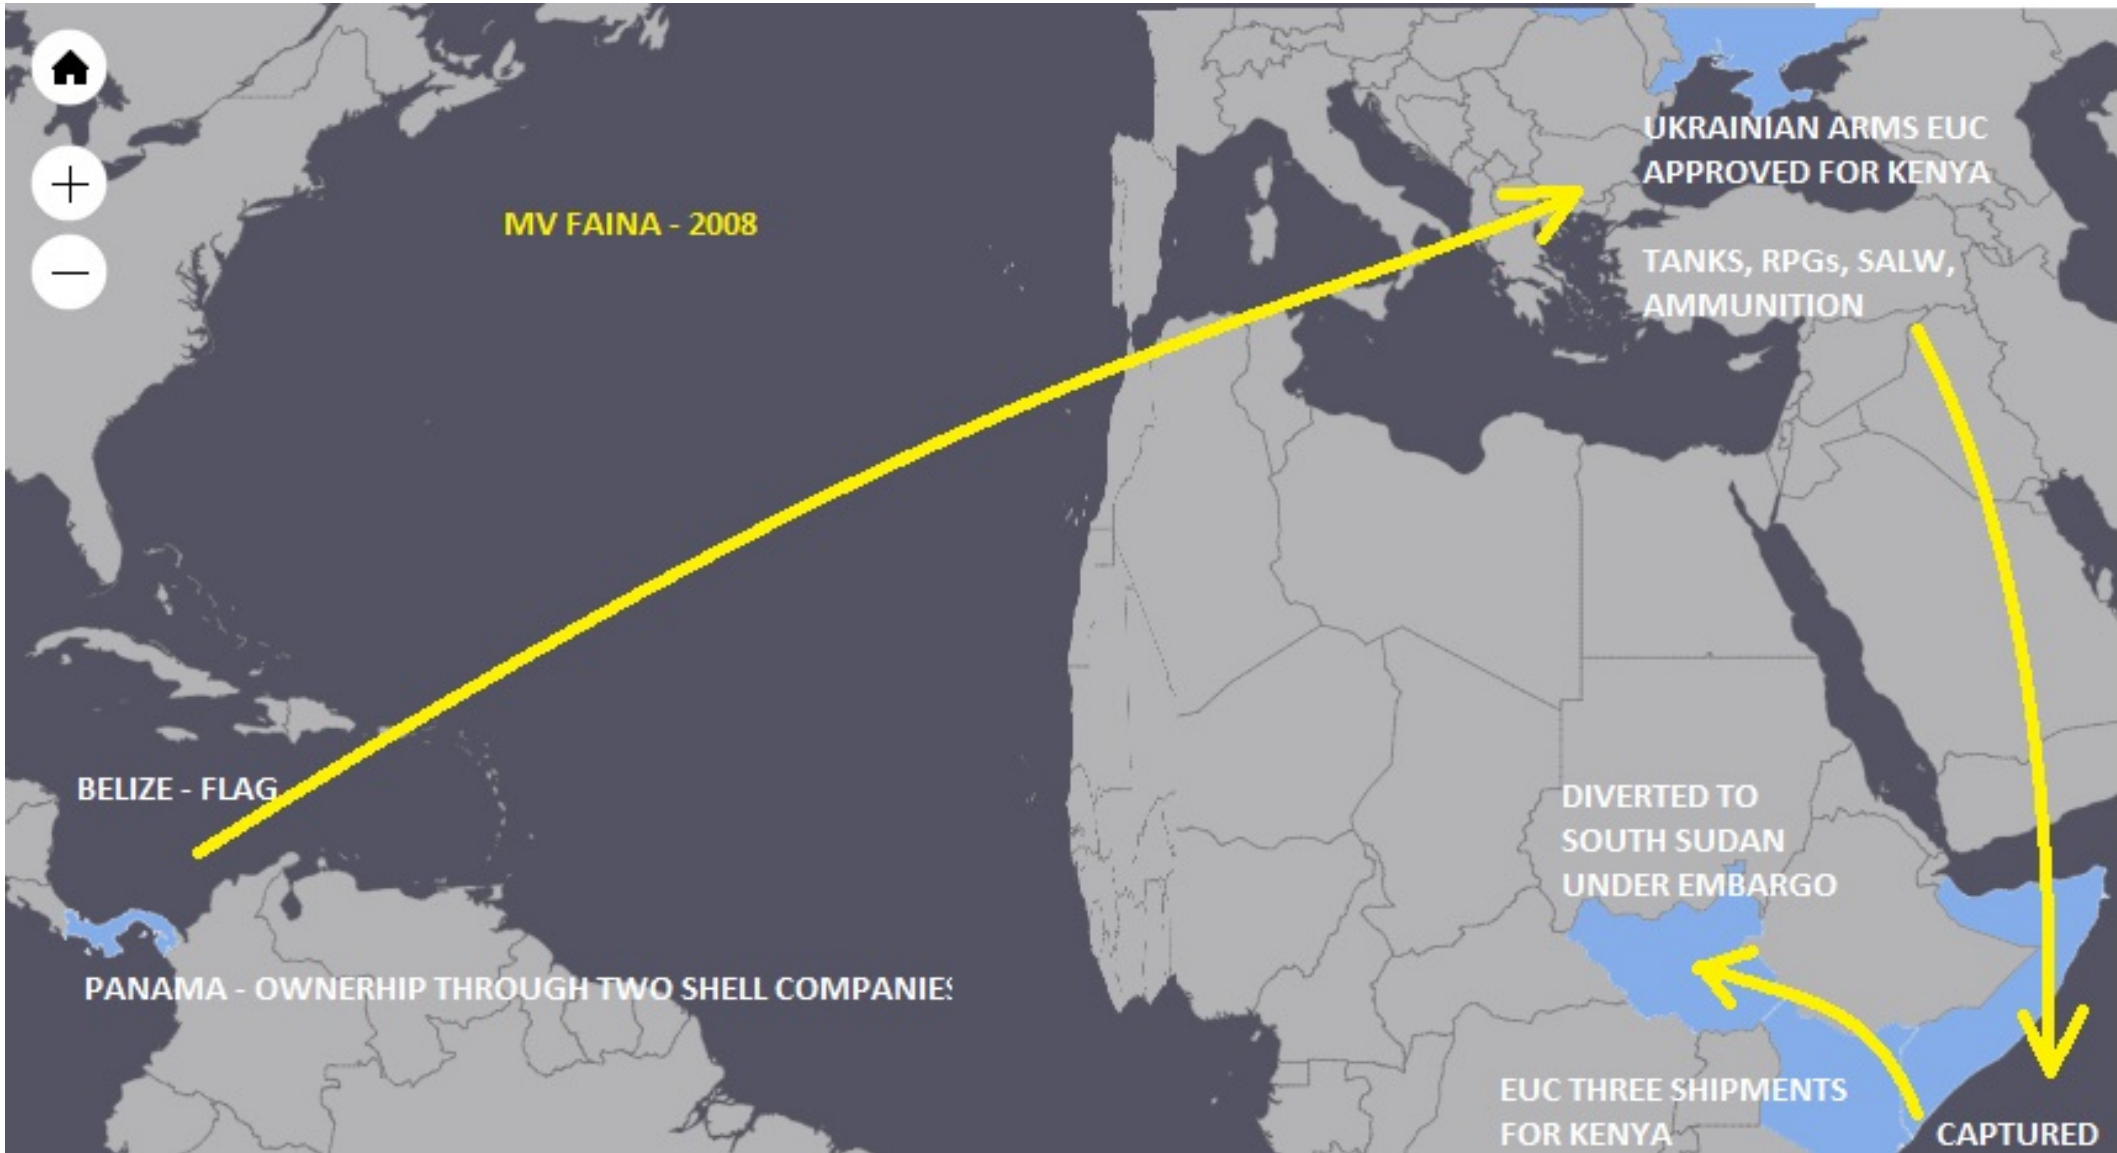 MV FAINA - 2008
UKRAINIAN ARMS EUC
APPROVED FOR KENYA
TANKS, RPGs, SALW,
AMMUNITION
BELIZE - FLAG
PANAMA - OWNERHIP THROUGH TWO SHELL COMPANIES
DIVERTED TO
SOUTH SUDAN
UNDER EMBARGO
EUC THREE SHIPMENTS
FOR KENYA
CAPTURED